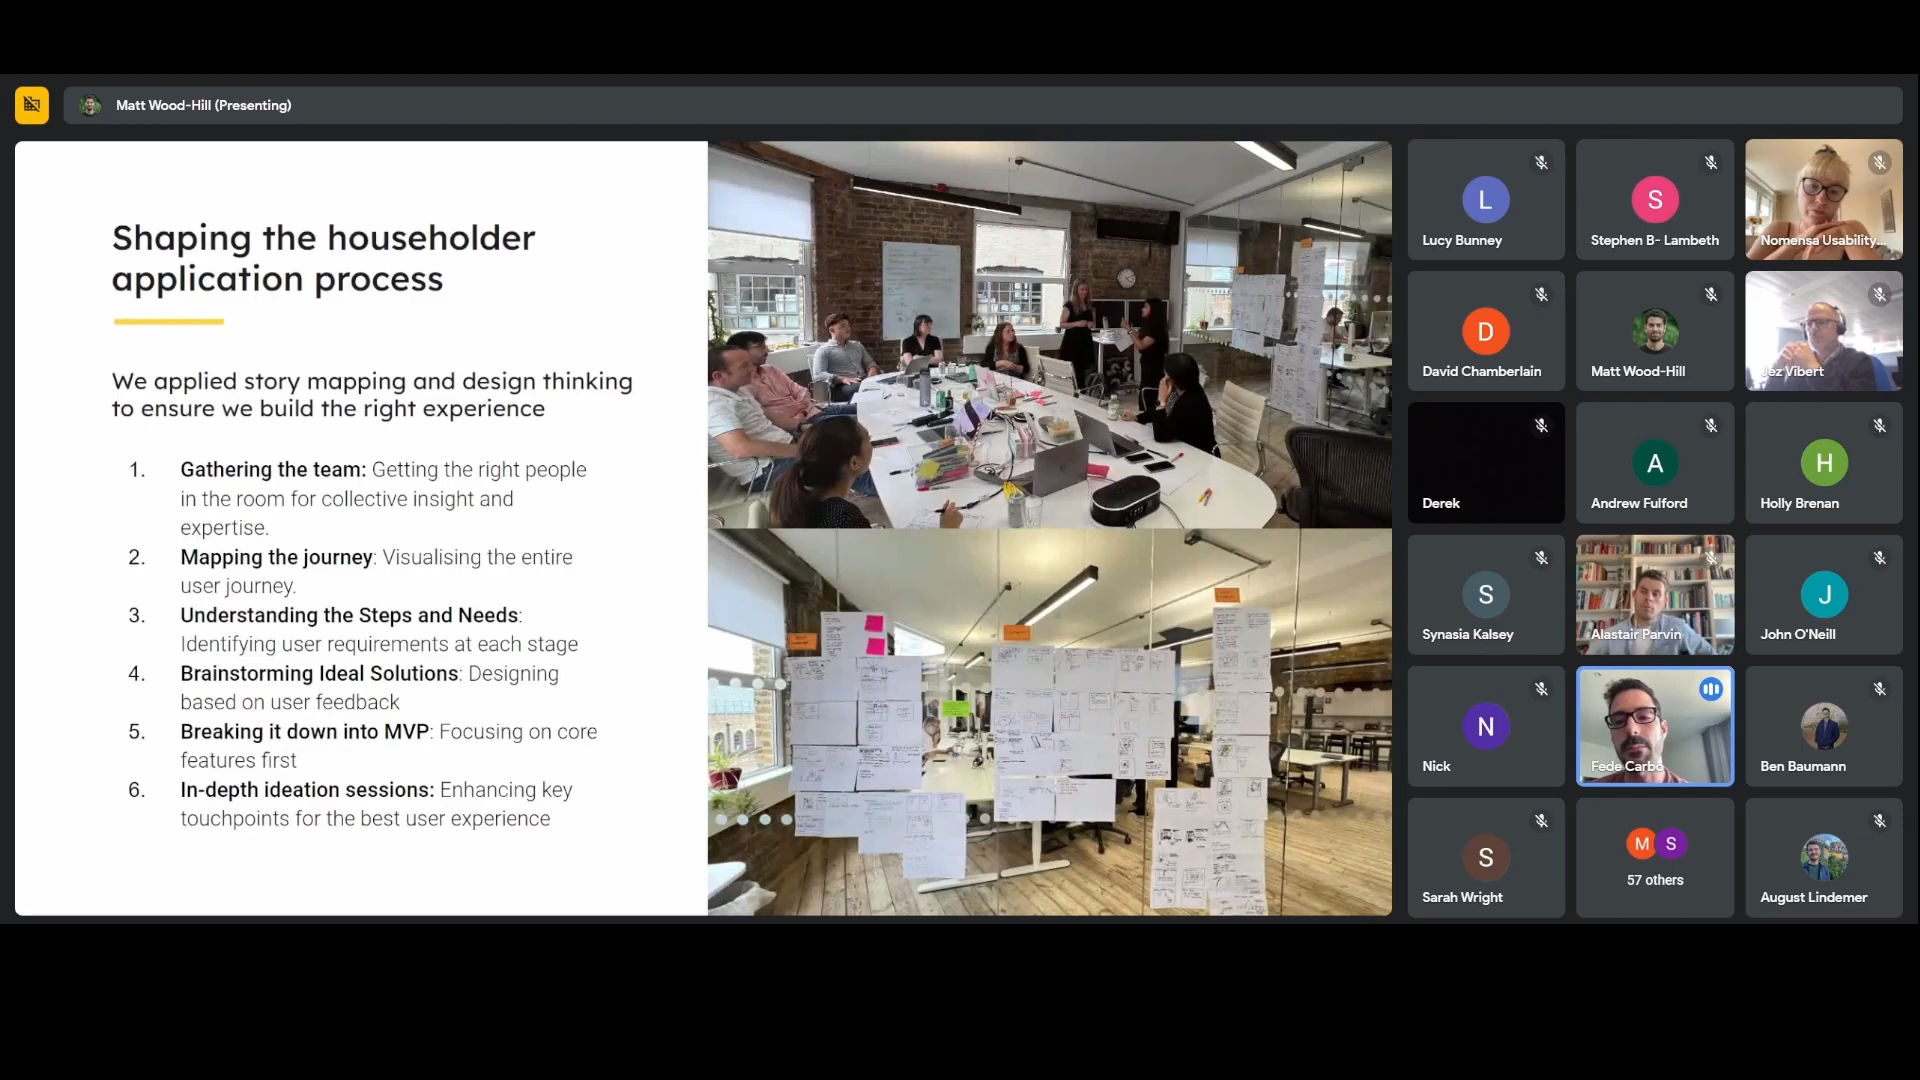 Matt Wood-Hill (Presenting)
Shaping the householder
application process
We applied story mapping and design thinking
to ensure we build the right experience
1. Gathering the team: Getting the right people
in the room for collective insight and
expertise.
2. Mapping the journey: Visualising the entire
user journey.
3. Understanding the Steps and Needs:
Identifying user requirements at each stage
4. Brainstorming Ideal Solutions: Designing
based on user feedback
5. Breaking it down into MVP: Focusing on core
features first
6. In-depth ideation sessions: Enhancing key
touchpoints for the best user experience
L
Lucy Bunney
S
Stephen B- Lambeth
Nomensa Usability...
D
David Chamberlain
Matt Wood-Hill
Jez Vibert
Derek
A
Andrew Fulford
H
Holly Brenan
S
Synasia Kalsey
Alastair Parvin
J
John O'Neill
N
Nick
Fede Carbo
Ben Baumann
S
Sarah Wright
M S
57 others
August Lindemer